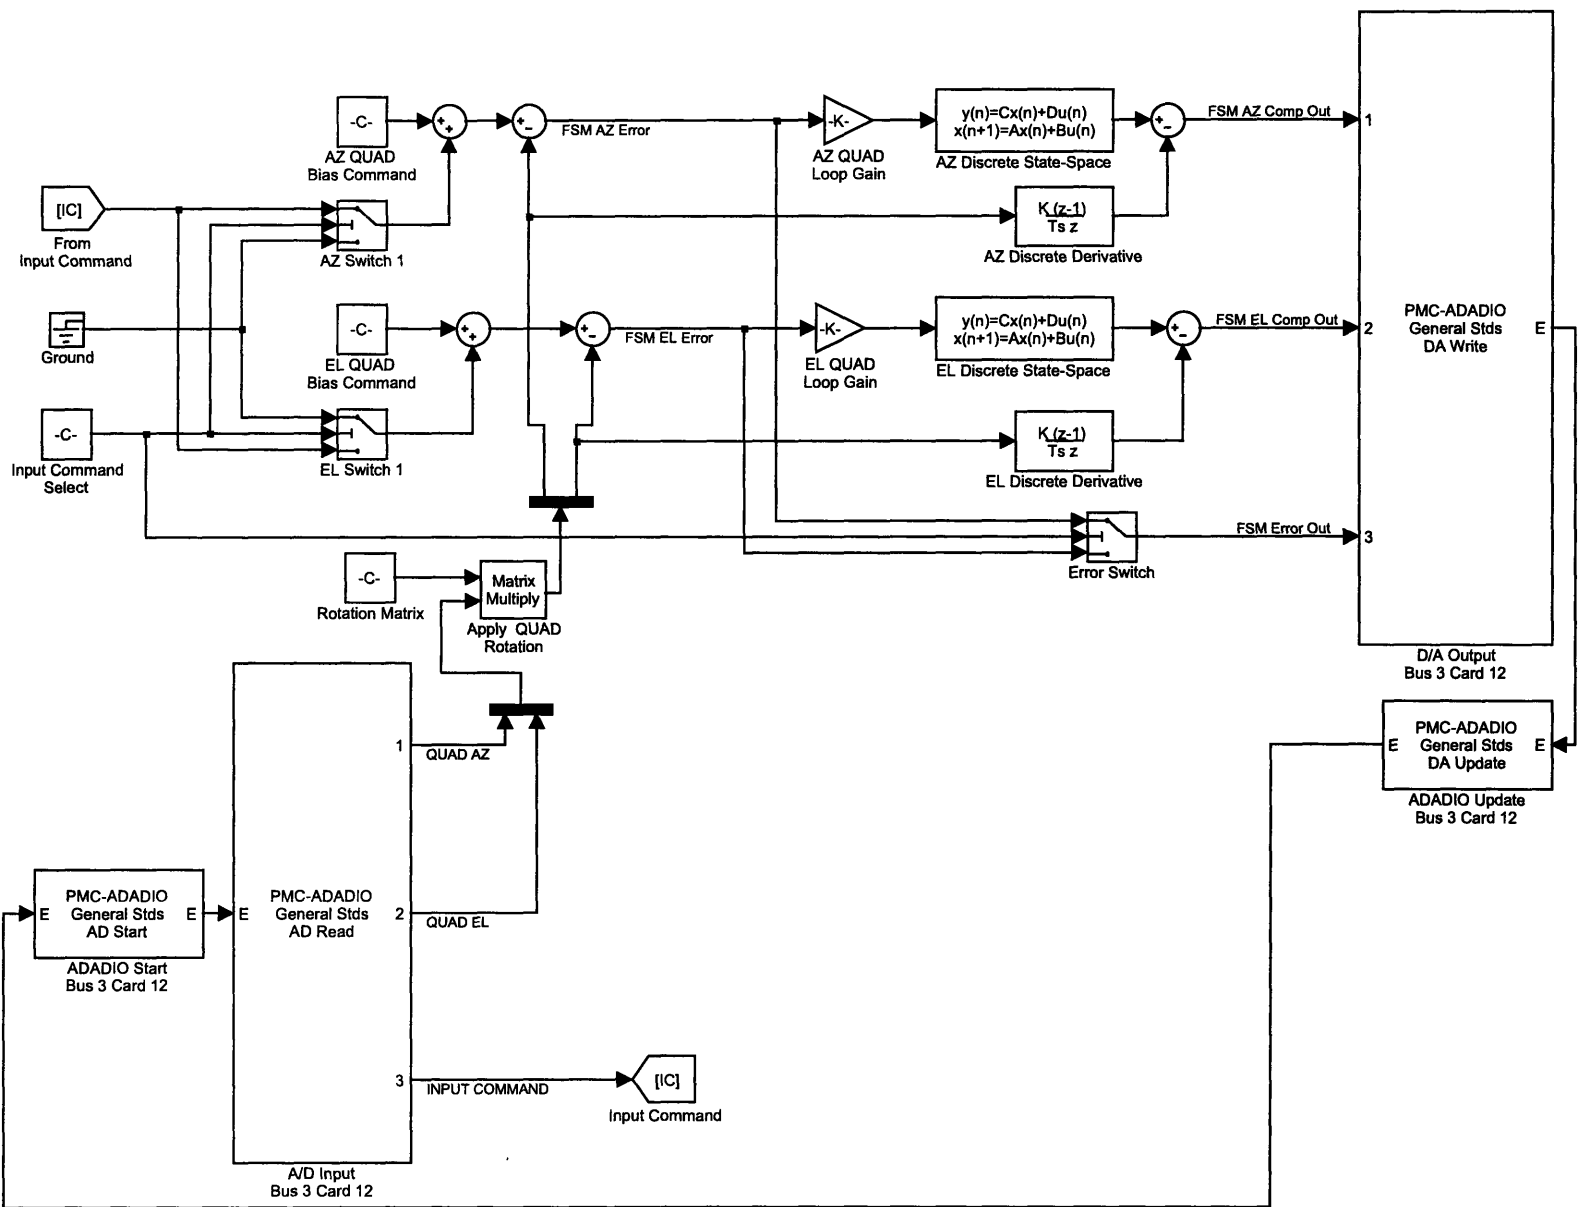 -C-
AZ QUAD
Bias Command
FSM AZ Error
-K-
AZ QUAD
Loop Gain
y(n)=Cx(n)+Du(n)
x(n+1)=Ax(n)+Bu(n)
AZ Discrete State-Space
FSM AZ Comp Out
1
[IC]
From
Input Command
AZ Switch 1
K (z-1)
Ts z
AZ Discrete Derivative
Ground
-C-
EL QUAD
Bias Command
FSM EL Error
-K-
EL QUAD
Loop Gain
y(n)=Cx(n)+Du(n)
x(n+1)=Ax(n)+Bu(n)
EL Discrete State-Space
FSM EL Comp Out
2
PMC-ADADIO
General Stds
DA Write
E
-C-
Input Command
Select
EL Switch 1
K (z-1)
Ts z
EL Discrete Derivative
Error Switch
FSM Error Out
3
-C-
Rotation Matrix
Matrix
Multiply
Apply QUAD
Rotation
D/A Output
Bus 3 Card 12
E
PMC-ADADIO
General Stds
DA Update
E
ADADIO Update
Bus 3 Card 12
1
QUAD AZ
E
PMC-ADADIO
General Stds
AD Start
E
ADADIO Start
Bus 3 Card 12
E
PMC-ADADIO
General Stds
AD Read
2
QUAD EL
3
INPUT COMMAND
[IC]
Input Command
A/D Input
Bus 3 Card 12